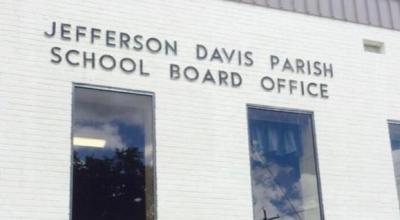 JEFFERSON DAVIS PARISH
SCHOOL BOARD OFFICE